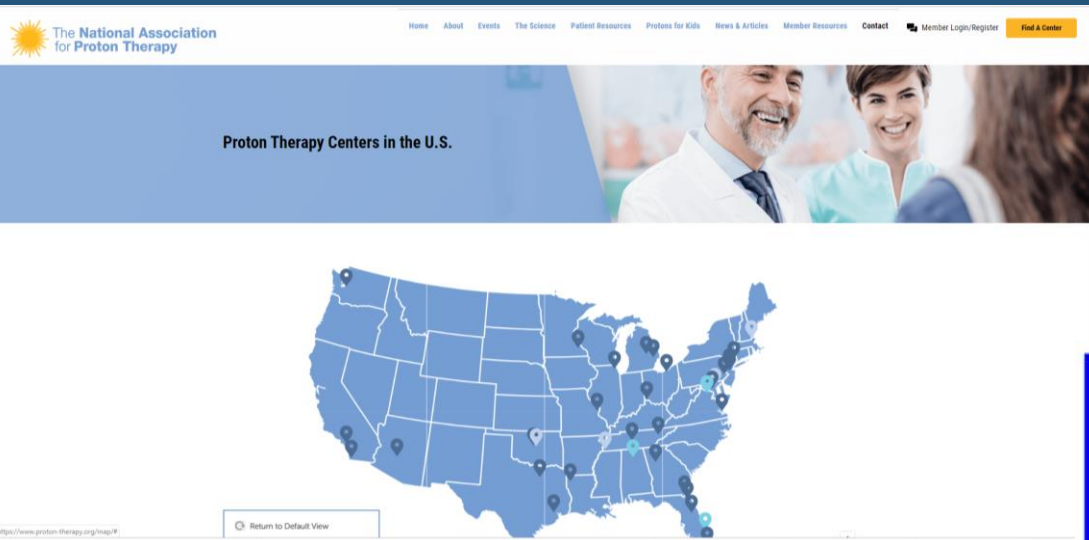 The National Association
for Proton Therapy
Home About Events The Science Patient Resources Protons for Kids News & Articles Member Resources Contact Member Login/Register Find A Center
Proton Therapy Centers in the U.S.
Return to Default View
https://www.proton-therapy.org/map/#